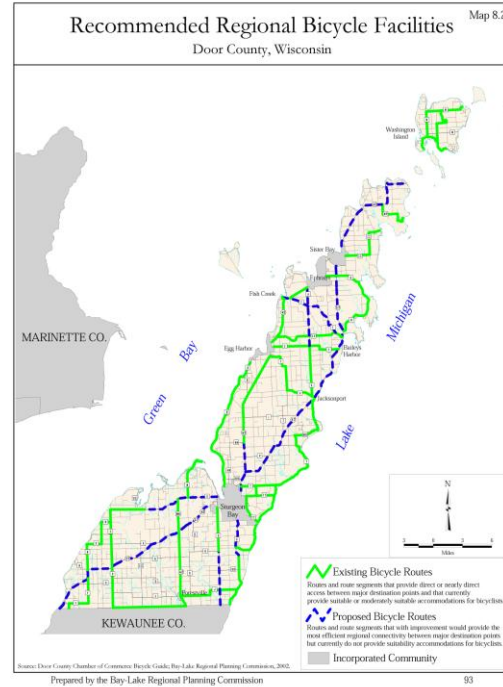 Map 8.2
Recommended Regional Bicycle Facilities
Door County, Wisconsin
Washington
Island
Sister Bay
Ephraim
Fish Creek
MARINETTE CO.
Green Bay
Lake Michigan
Egg Harbor
Baileys
Harbor
Jacksonport
Sturgeon
Bay
Forestville
KEWAUNEE CO.
N
Miles
Existing Bicycle Routes
Routes and route segments that provide direct or nearly direct
access between major destination points and that currently
provide suitable or moderately suitable accommodations for bicyclists.
Proposed Bicycle Routes
Routes and route segments that with improvement would provide the
most efficient regional connectivity between major destination points
but currently do not provide suitability accommodations for bicyclists.
Incorporated Community
Source: Door County Chamber of Commerce Bicycle Guide; Bay-Lake Regional Planning Commission, 2002.
Prepared by the Bay-Lake Regional Planning Commission
93